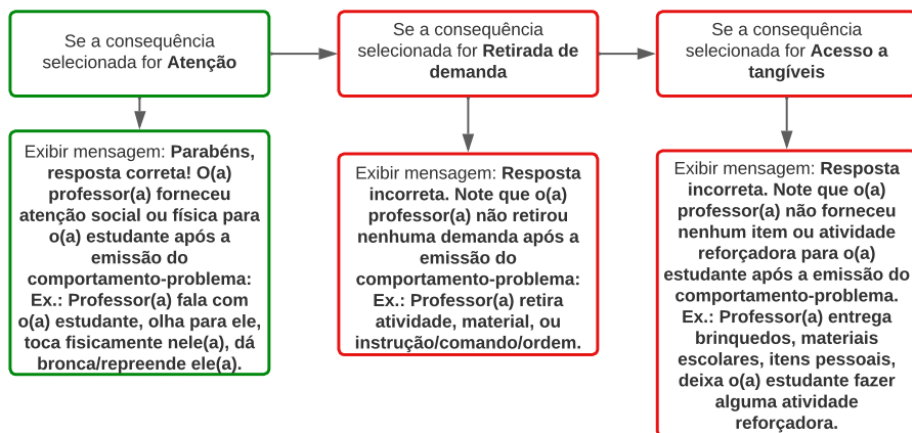 Se a consequência
selecionada for Atenção
Se a consequência
selecionada for Retirada de
demanda
Se a consequência
selecionada for Acesso a
tangíveis
Exibir mensagem: Parabéns,
resposta correta! O(a)
professor(a) forneceu
atenção social ou física para
o(a) estudante após a
emissão do
comportamento-problema:
Ex.: Professor(a) fala com
o(a) estudante, olha para ele,
toca fisicamente nele(a), dá
bronca/repreende ele(a).
Exibir mensagem: Resposta
incorreta. Note que o(a)
professor(a) não retirou
nenhuma demanda após a
emissão do
comportamento-problema:
Ex.: Professor(a) retira
atividade, material, ou
instrução/comando/ordem.
Exibir mensagem: Resposta
incorreta. Note que o(a)
professor(a) não forneceu
nenhum item ou atividade
reforçadora para o(a)
estudante após a emissão do
comportamento-problema.
Ex.: Professor(a) entrega
brinquedos, materiais
escolares, itens pessoais,
deixa o(a) estudante fazer
alguma atividade
reforçadora.